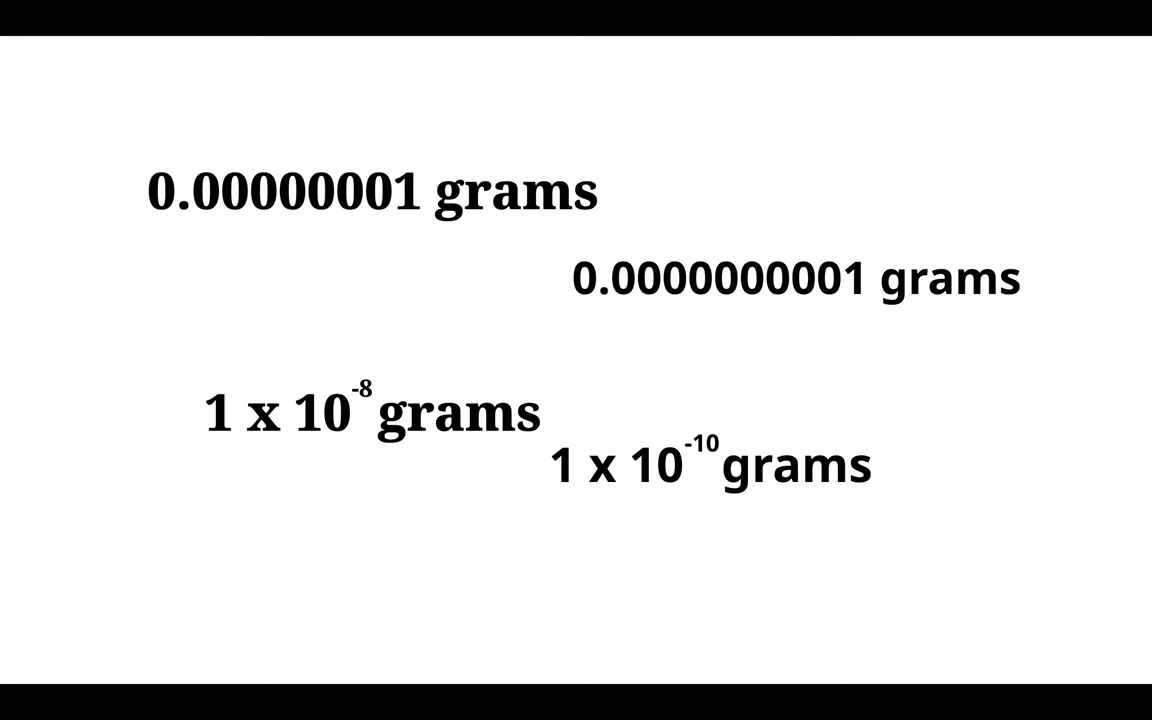 0.00000001 grams
0.0000000001 grams
1 x 10⁻⁸ grams
1 x 10⁻¹⁰ grams